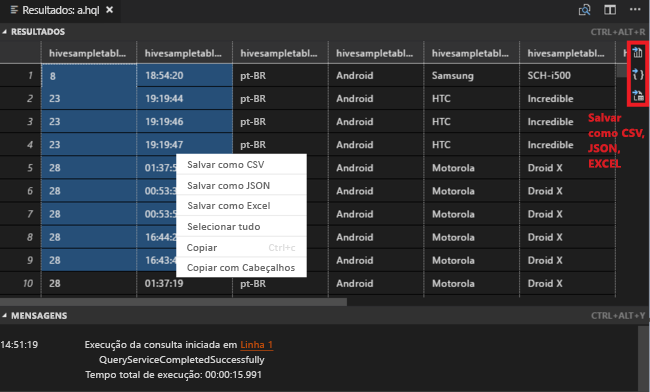 Resultados: a.hql ×
RESULTADOS CTRL+ALT+R
hivesampletabl... hivesampletabl... hivesampletabl... hivesampletabl... hivesampletabl... hivesampletabl...
1 8 18:54:20 pt-BR Android Samsung SCH-i500
2 23 19:19:44 pt-BR Android HTC Incredible
3 23 19:19:46 pt-BR Android HTC Incredible
4 23 19:19:47 pt-BR Android HTC Incredible
Salvar
como CSV,
JSON,
EXCEL
5 28 01:37:5 Android Motorola Droid X
6 28 00:53:3 Android Motorola Droid X
7 28 00:53:5 Android Motorola Droid X
8 28 16:44:2 Android Motorola Droid X
9 28 16:43:4 Android Motorola Droid X
10 28 01:37:19 pt-BR Android Motorola Droid X
Salvar como CSV
Salvar como JSON
Salvar como Excel
Selecionar tudo
Copiar Ctrl+c
Copiar com Cabeçalhos
MENSAGENS CTRL+ALT+Y
14:51:19 Execução da consulta iniciada em Linha 1
QueryServiceCompletedSuccessfully
Tempo total de execução: 00:00:15.991